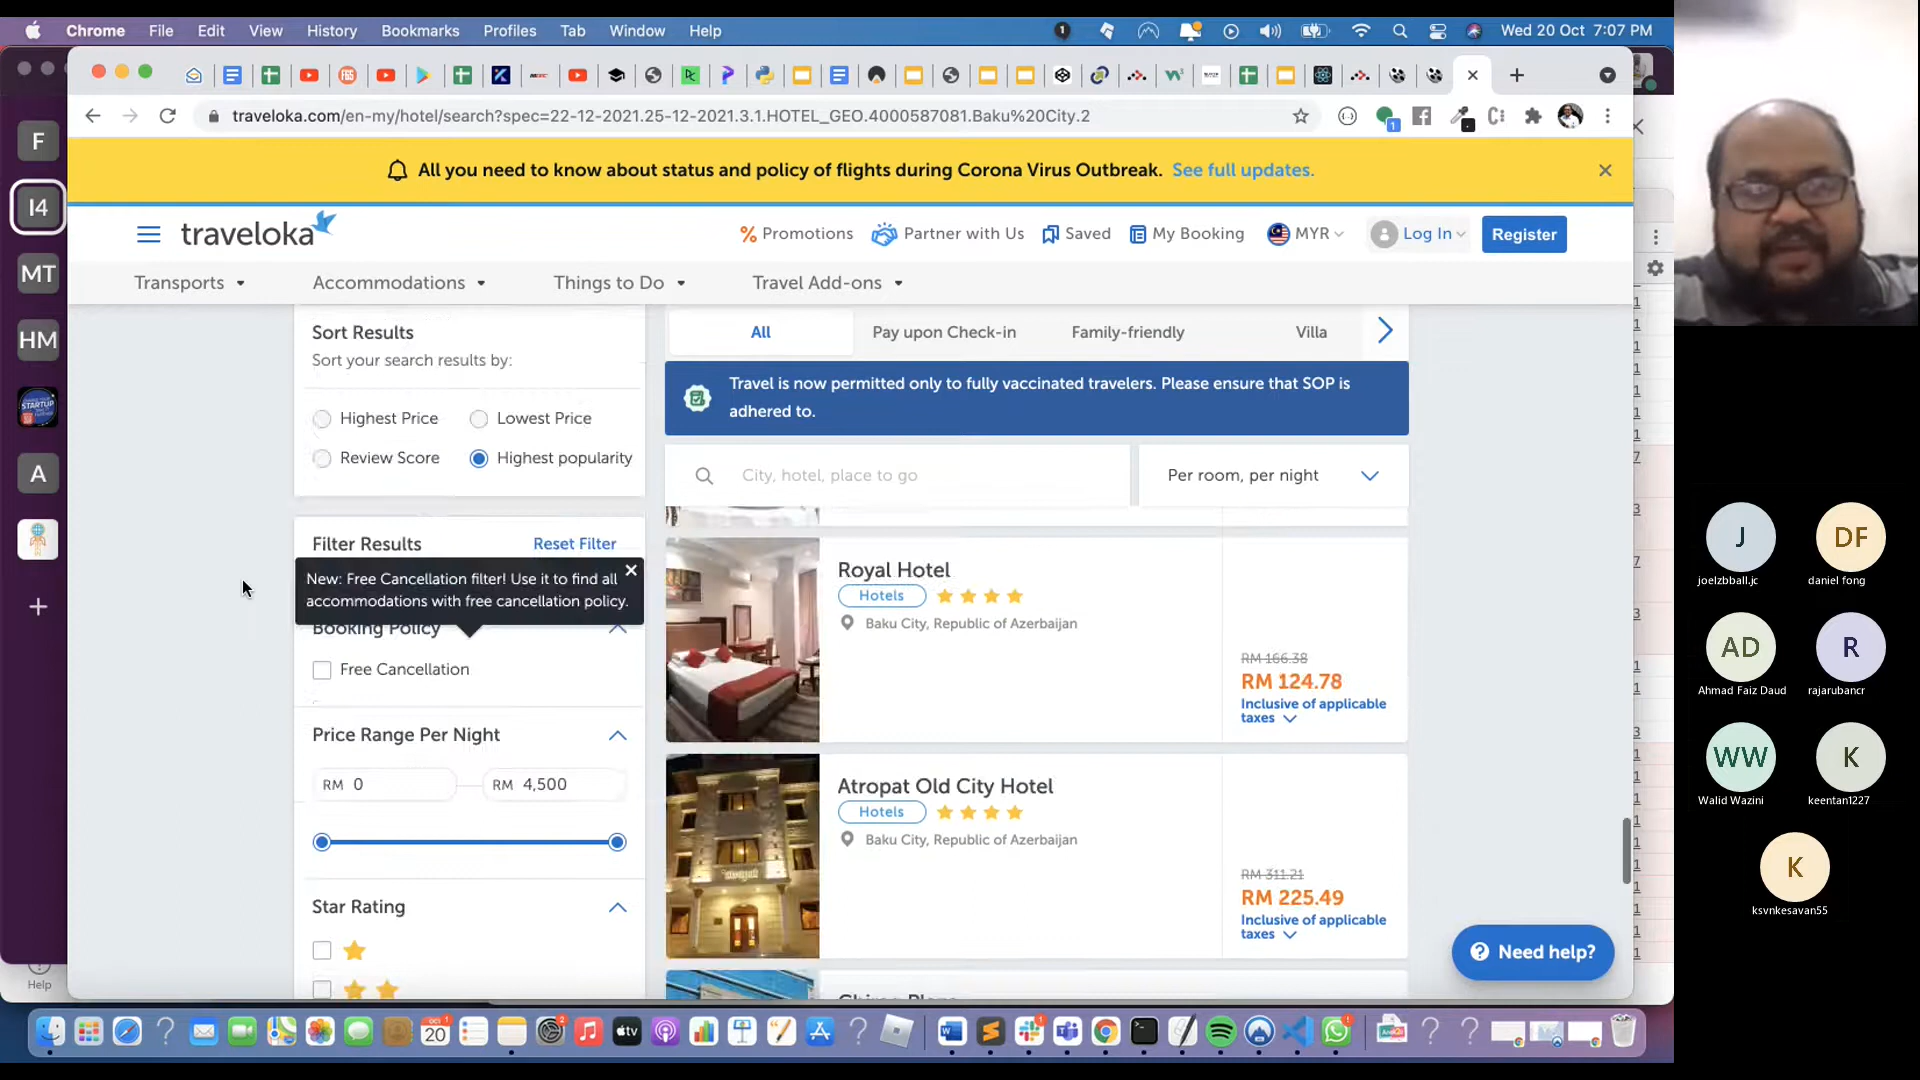 Chrome File Edit View History Bookmarks Profiles Tab Window Help
1
Wed 20 Oct 7:07 PM
traveloka.com/en-my/hotel/search?spec=22-12-2021.25-12-2021.3.1.HOTEL_GEO.4000587081.Baku%20City.2
All you need to know about status and policy of flights during Corona Virus Outbreak. See full updates.
traveloka
Promotions Partner with Us Saved My Booking MYR Log In Register
Transports Accommodations Things to Do Travel Add-ons
F
I4
MT
HM
A
Help
Sort Results
Sort your search results by:
Highest Price Lowest Price
Review Score Highest popularity
Filter Results Reset Filter
New: Free Cancellation filter! Use it to find all
accommodations with free cancellation policy.
Booking Policy
Free Cancellation
Price Range Per Night
RM 0 RM 4,500
Star Rating
All Pay upon Check-in Family-friendly Villa
Travel is now permitted only to fully vaccinated travelers. Please ensure that SOP is
adhered to.
City, hotel, place to go Per room, per night
Royal Hotel
Hotels
Baku City, Republic of Azerbaijan
RM 166.38
RM 124.78
Inclusive of applicable
taxes
Atropat Old City Hotel
Hotels
Baku City, Republic of Azerbaijan
RM 311.21
RM 225.49
Inclusive of applicable
taxes
Need help?
J
joelzbball.jc
DF
daniel fong
AD
Ahmad Faiz Daud
R
rajarubancr
WW
Walid Wazini
K
keentan1227
K
ksvnkesavan55